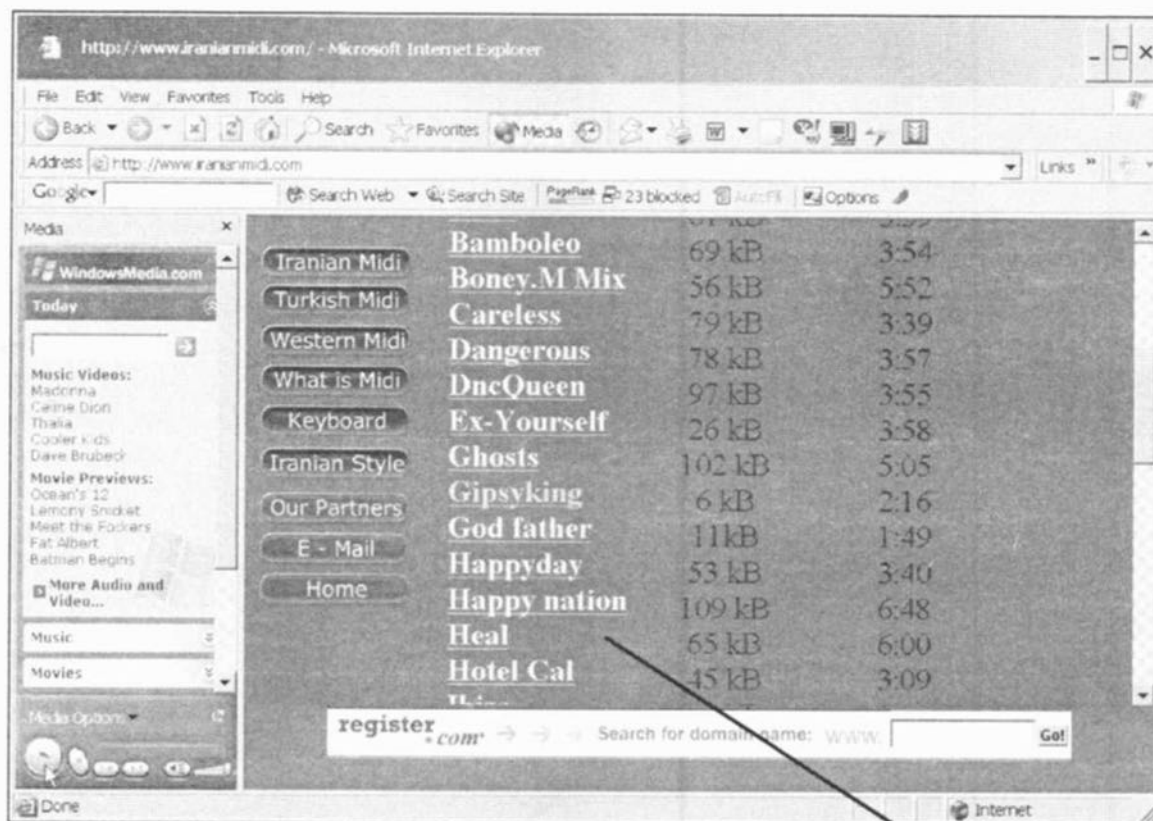 http://www.iranianmidi.com/ - Microsoft Internet Explorer
File Edit View Favorites Tools Help
Back Search Favorites Media
Address http://www.iranianmidi.com Links »
Google Search Web Search Site PageRank 23 blocked AutoFill Options
Media
WindowsMedia.com
Today
Music Videos:
Madonna
Celine Dion
Thalia
Cooler Kids
Dave Brubeck
Movie Previews:
Ocean's 12
Lemony Snicket
Meet the Fockers
Fat Albert
Batman Begins
More Audio and
Video...
Music
Movies
Media Options
Iranian Midi
Turkish Midi
Western Midi
What is Midi
Keyboard
Iranian Style
Our Partners
E - Mail
Home
Bamboleo 69 kB 3:54
Boney.M Mix 56 kB 5:52
Careless 79 kB 3:39
Dangerous 78 kB 3:57
DncQueen 97 kB 3:55
Ex-Yourself 26 kB 3:58
Ghosts 102 kB 5:05
Gipsyking 6 kB 2:16
God father 11kB 1:49
Happyday 53 kB 3:40
Happy nation 109 kB 6:48
Heal 65 kB 6:00
Hotel Cal 45 kB 3:09
register.com Search for domain name: www. Go!
Done Internet